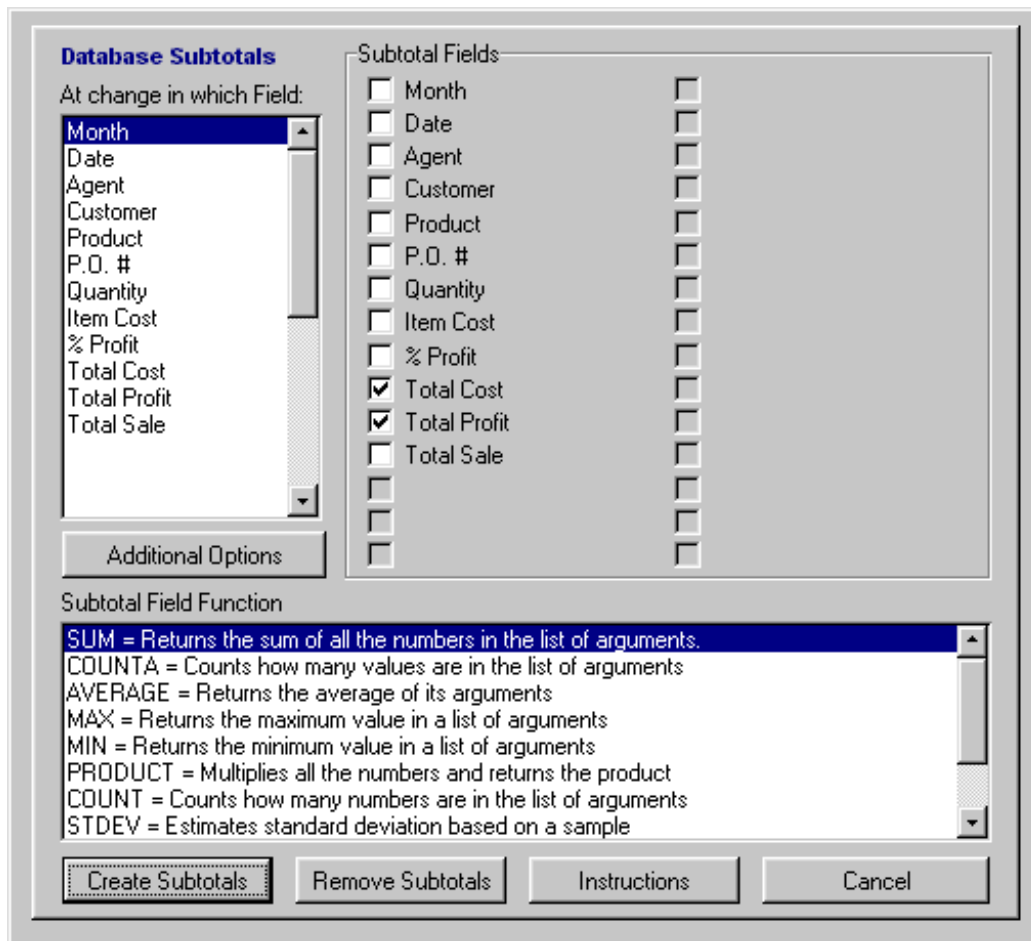 Database Subtotals
At change in which Field:
Month
Date
Agent
Customer
Product
P.O. #
Quantity
Item Cost
% Profit
Total Cost
Total Profit
Total Sale
Additional Options
Subtotal Fields
Month
Date
Agent
Customer
Product
P.O. #
Quantity
Item Cost
% Profit
Total Cost
Total Profit
Total Sale
Subtotal Field Function
SUM = Returns the sum of all the numbers in the list of arguments.
COUNTA = Counts how many values are in the list of arguments
AVERAGE = Returns the average of its arguments
MAX = Returns the maximum value in a list of arguments
MIN = Returns the minimum value in a list of arguments
PRODUCT = Multiplies all the numbers and returns the product
COUNT = Counts how many numbers are in the list of arguments
STDEV = Estimates standard deviation based on a sample
Create Subtotals
Remove Subtotals
Instructions
Cancel